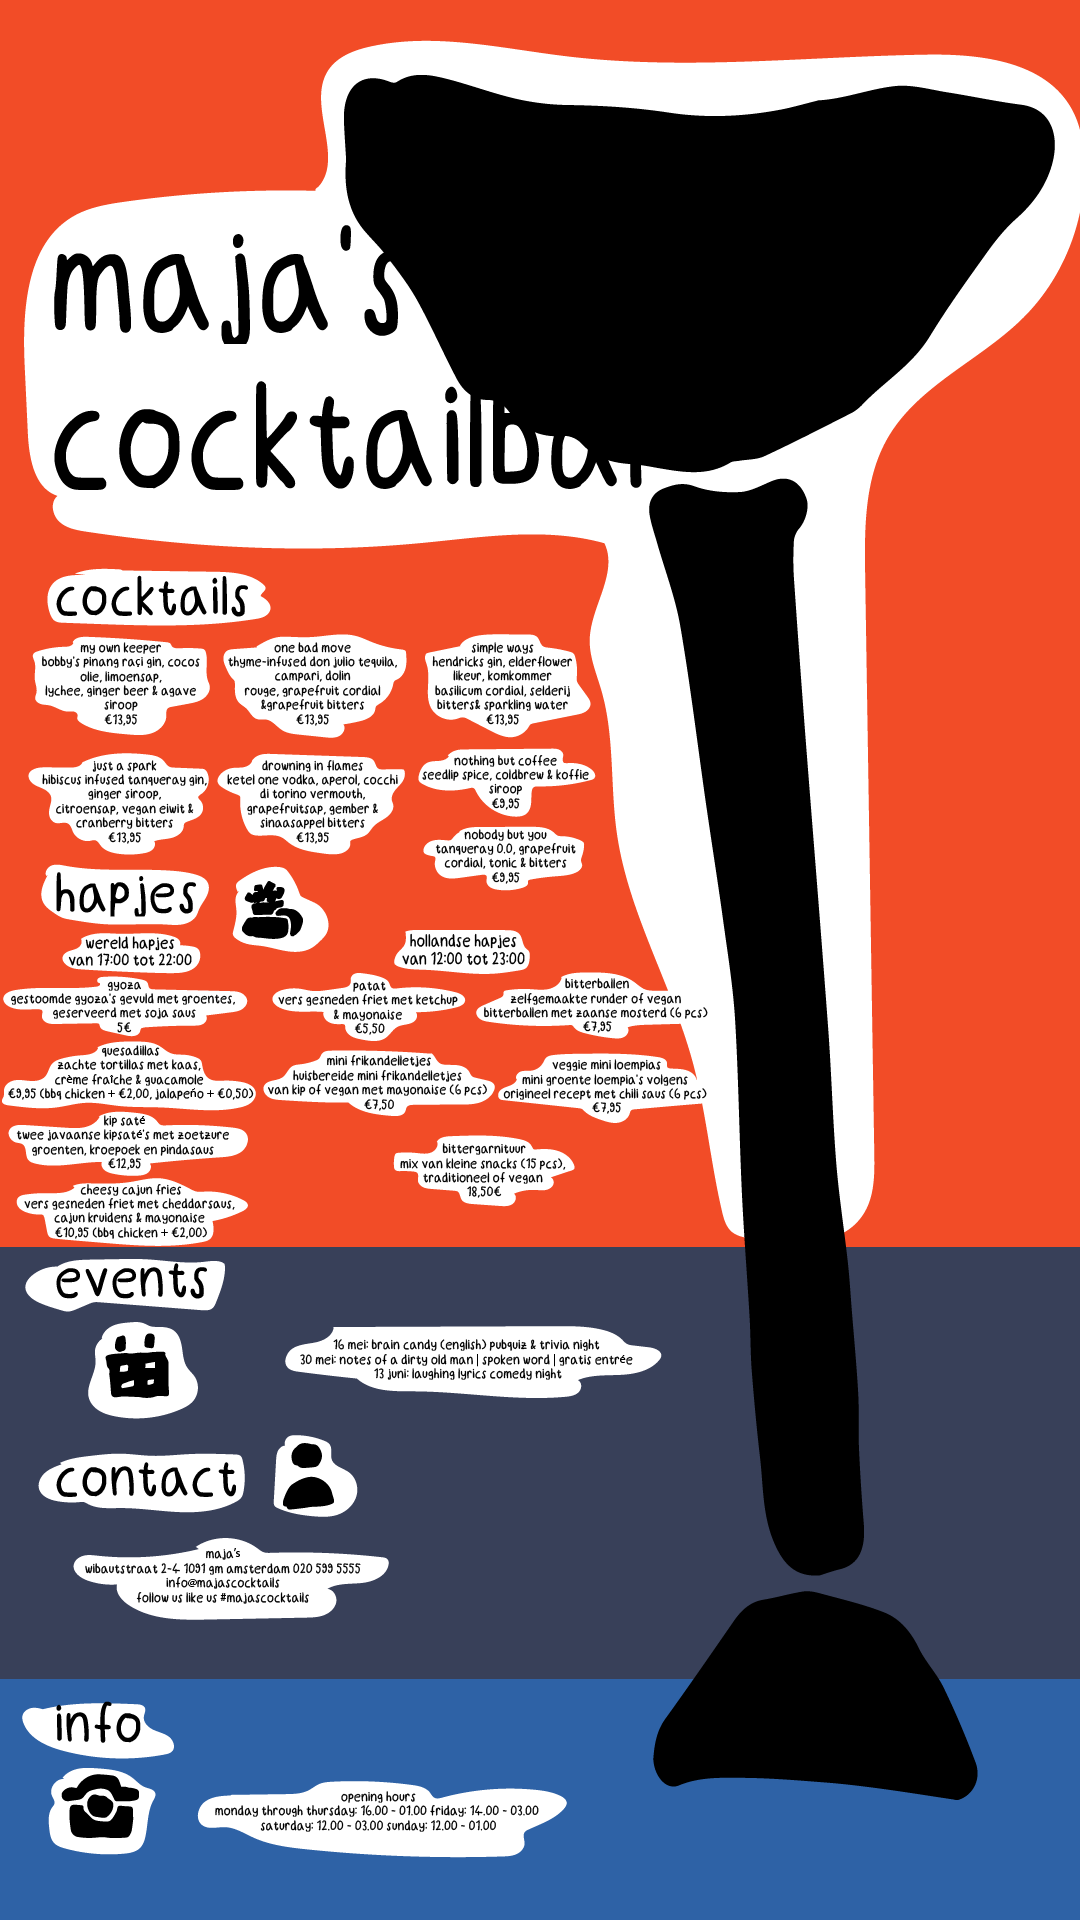 maja's
cocktailbar
cocktails
my own keeper
bobby's pinang raci gin, cocos
olie, limoensap,
lychee, ginger beer & agave
siroop
€13,95
one bad move
thyme-infused don julio tequila,
campari, dolin
rouge, grapefruit cordial
&grapefruit bitters
€13,95
simple ways
hendricks gin, elderflower
likeur, komkommer
basilicum cordial, selderij
bitters& sparkling water
€13,95
just a spark
hibiscus infused tanqueray gin,
ginger siroop,
citroensap, vegan eiwit &
cranberry bitters
€13,95
drowning in flames
ketel one vodka, aperol, cocchi
di torino vermouth,
grapefruitsap, gember &
sinaasappel bitters
€13,95
nothing but coffee
seedlip spice, coldbrew & koffie
siroop
€9,95
nobody but you
tanqueray 0.0, grapefruit
cordial, tonic & bitters
€9,95
hapjes
wereld hapjes
van 17:00 tot 22:00
gyoza
gestoomde gyoza's gevuld met groentes,
geserveerd met soja saus
5€
quesadillas
zachte tortillas met kaas,
crème fraîche & guacamole
€9,95 (bbq chicken + €2,00, jalapeño + €0,50)
kip saté
twee javaanse kipsaté's met zoetzure
groenten, kroepoek en pindasaus
€12,95
cheesy cajun fries
vers gesneden friet met cheddarsaus,
cajun kruidens & mayonaise
€10,95 (bbq chicken + €2,00)
hollandse hapjes
van 12:00 tot 23:00
patat
vers gesneden friet met ketchup
& mayonaise
€5,50
bitterballen
zelfgemaakte runder of vegan
bitterballen met zaanse mosterd (6 pcs)
€7,95
mini frikandelletjes
huisbereide mini frikandelletjes
van kip of vegan met mayonaise (6 pcs)
€7,50
veggie mini loempias
mini groente loempia's volgens
origineel recept met chili saus (6 pcs)
€7,95
bittergarnituur
mix van kleine snacks (15 pcs),
traditioneel of vegan
18,50€
events
16 mei: brain candy (english) pubquiz & trivia night
30 mei: notes of a dirty old man | spoken word | gratis entrée
13 juni: laughing lyrics comedy night
contact
maja's
wibautstraat 2-4 1091 gm amsterdam 020 599 5555
info@majascocktails
follow us like us #majascocktails
info
opening hours
monday through thursday: 16.00 - 01.00 friday: 14.00 - 03.00
saturday: 12.00 - 03.00 sunday: 12.00 - 01.00